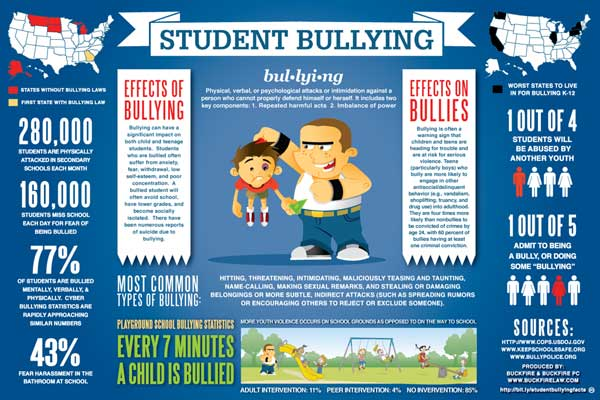 STUDENT BULLYING
STATES WITHOUT BULLYING LAWS
FIRST STATE WITH BULLYING LAW
280,000
STUDENTS ARE PHYSICALLY
ATTACKED IN SECONDARY
SCHOOLS EACH MONTH
160,000
STUDENTS MISS SCHOOL
EACH DAY FOR FEAR OF
BEING BULLIED
77%
OF STUDENTS ARE BULLIED
MENTALLY, VERBALLY, &
PHYSICALLY. CYBER
BULLYING STATISTICS ARE
RAPIDLY APPROACHING
SIMILAR NUMBERS
43%
FEAR HARASSMENT IN THE
BATHROOM AT SCHOOL
EFFECTS OF
BULLYING
Bullying can have a
significant impact on
both child and teenage
students. Students
who are bullied often
suffer from anxiety,
fear, withdrawal, low
self-esteem, and poor
concentration. A
bullied student will
often avoid school,
have lower grades, and
become socially
isolated. There have
been numerous reports
of suicide due to
bullying.
bul•lyi•ng
Physical, verbal, or psychological attacks or intimidation against a
person who cannot properly defend himself or herself. It includes two
key components: 1. Repeated harmful acts 2. Imbalance of power
EFFECTS ON
BULLIES
Bullying is often a
warning sign that
children and teens are
heading for trouble and
are at risk for serious
violence. Teens
(particularly boys) who
bully are more likely to
engage in other
antisocial/delinquent
behavior (e.g., vandalism,
shoplifting, truancy, and
drug use) into adulthood.
They are four times more
likely than nonbullies to
be convicted of crimes by
age 24, with 60 percent of
bullies having at least
one criminal conviction.
MOST COMMON
TYPES OF BULLYING:
HITTING, THREATENING, INTIMIDATING, MALICIOUSLY TEASING AND TAUNTING,
NAME-CALLING, MAKING SEXUAL REMARKS, AND STEALING OR DAMAGING
BELONGINGS OR MORE SUBTLE, INDIRECT ATTACKS (SUCH AS SPREADING RUMORS
OR ENCOURAGING OTHERS TO REJECT OR EXCLUDE SOMEONE).
PLAYGROUND SCHOOL BULLYING STATISTICS
EVERY 7 MINUTES
A CHILD IS BULLIED
MORE YOUTH VIOLENCE OCCURS ON SCHOOL GROUNDS AS OPPOSED TO ON THE WAY TO SCHOOL
ADULT INTERVENTION: 11% PEER INTERVENTION: 4% NO INVERVENTION: 85%
WORST STATES TO LIVE
IN FOR BULLYING K-12
1 OUT OF 4
STUDENTS WILL
BE ABUSED BY
ANOTHER YOUTH
1 OUT OF 5
ADMIT TO BEING
A BULLY, OR DOING
SOME "BULLYING"
SOURCES:
HTTP://WWW.COPS.USDOJ.GOV
WWW.KEEPSCHOOLSSAFE.ORG
WWW.BULLYPOLICE.ORG
PRODUCED BY:
BUCKFIRE & BUCKFIRE PC
WWW.BUCKFIRELAW.COM
http://bit.ly/studentbullyingfacts